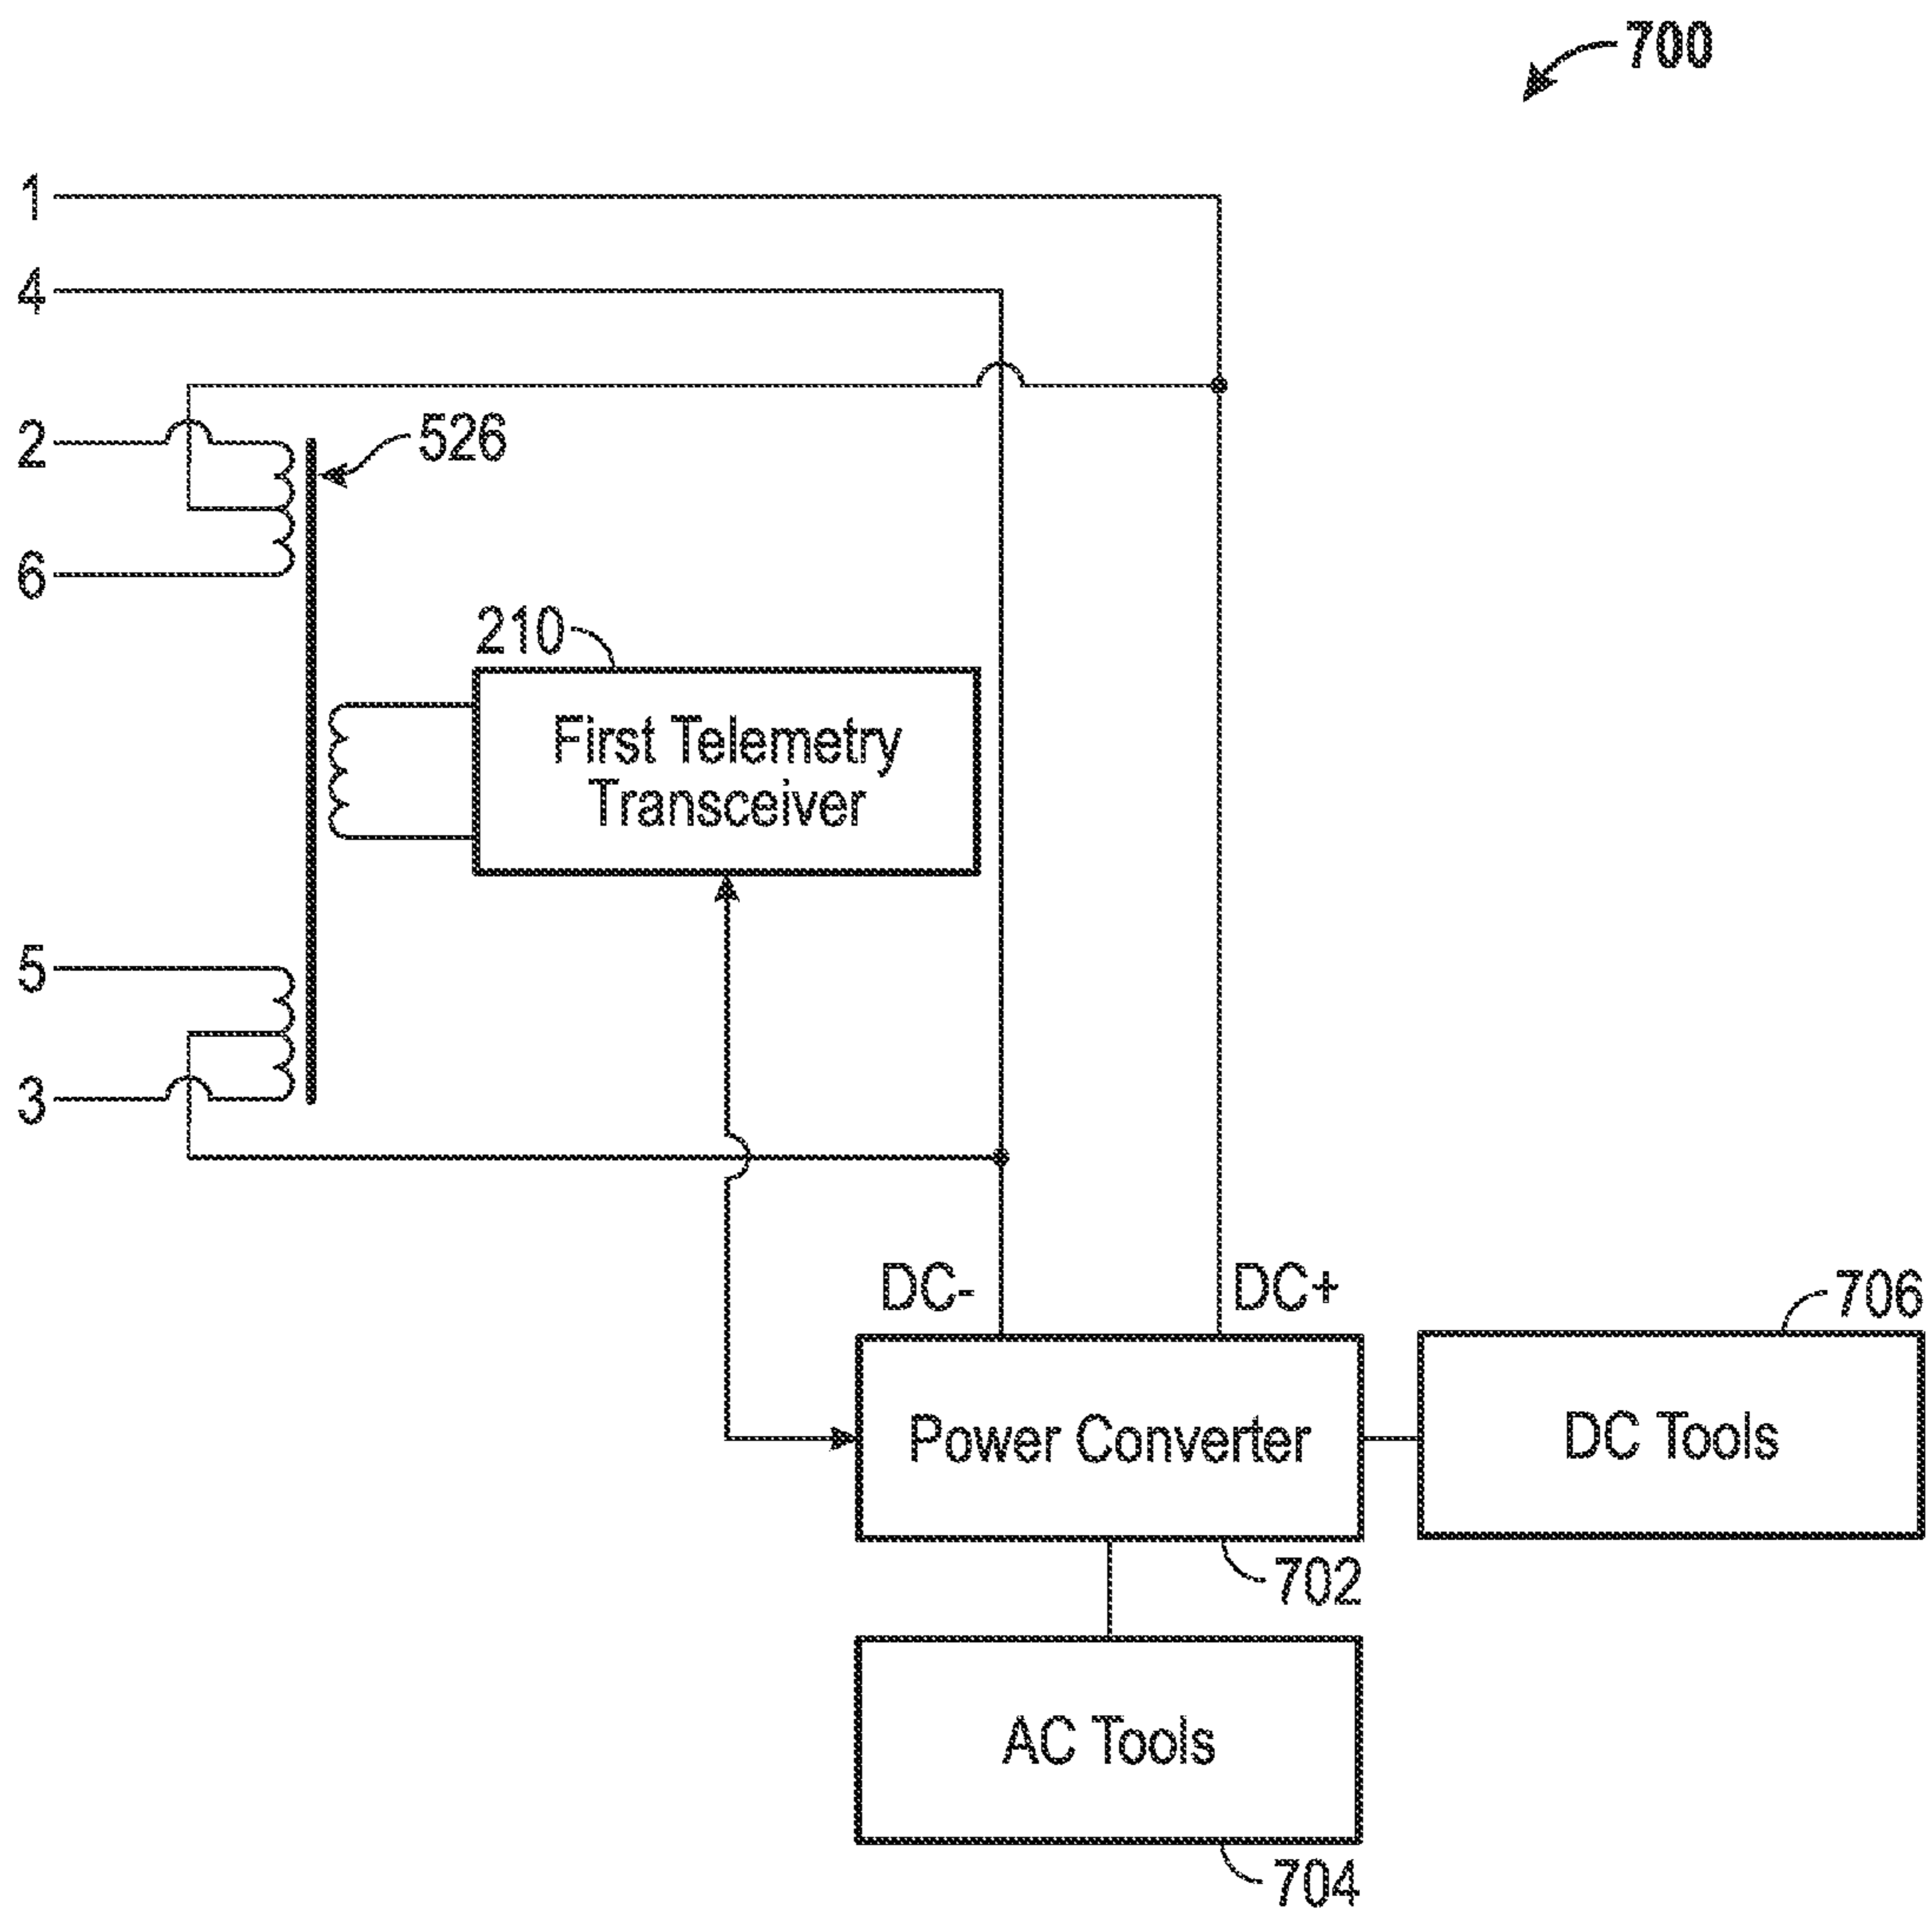 700
1
4
2
526
6
210
First Telemetry
Transceiver
5
3
DC-
DC+
706
Power Converter
DC Tools
702
AC Tools
704